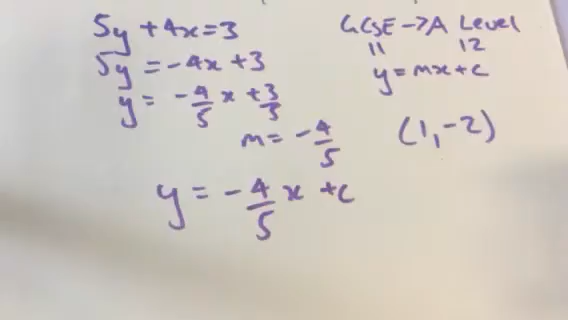 5y + 4x = 3
5y = -4x + 3
y = -4/5 x + 3/5
m = -4/5
y = -4/5 x + c
GCSE → A Level
11 12
y = mx + c
(1, -2)